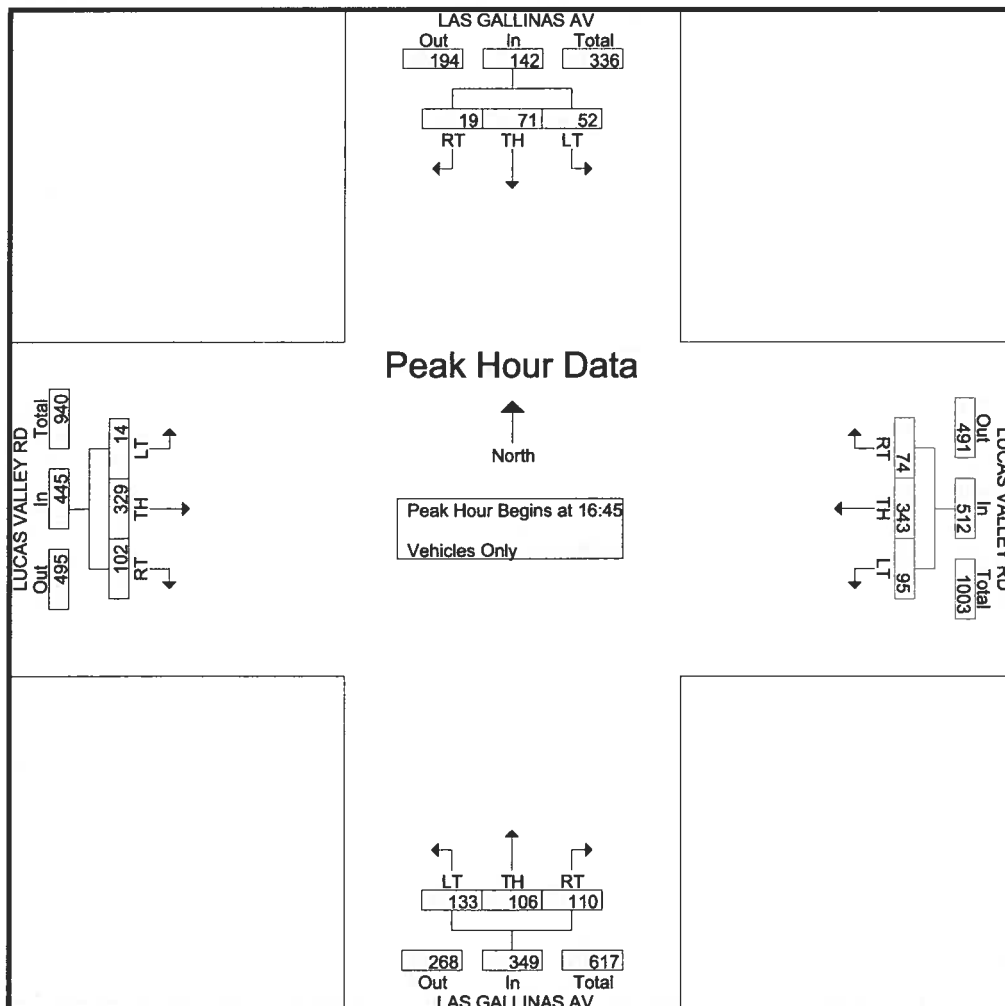 LAS GALLINAS AV
Out In Total
194 142 336
19 71 52
RT TH LT
Peak Hour Data
North
Peak Hour Begins at 16:45
Vehicles Only
LUCAS VALLEY RD
Out In Total
495 445 940
14 329 102
LT TH RT
LUCAS VALLEY RD
Out In Total
491 512 1003
RT TH LT
74 343 95
LT TH RT
133 106 110
268 349 617
Out In Total
LAS GALLINAS AV